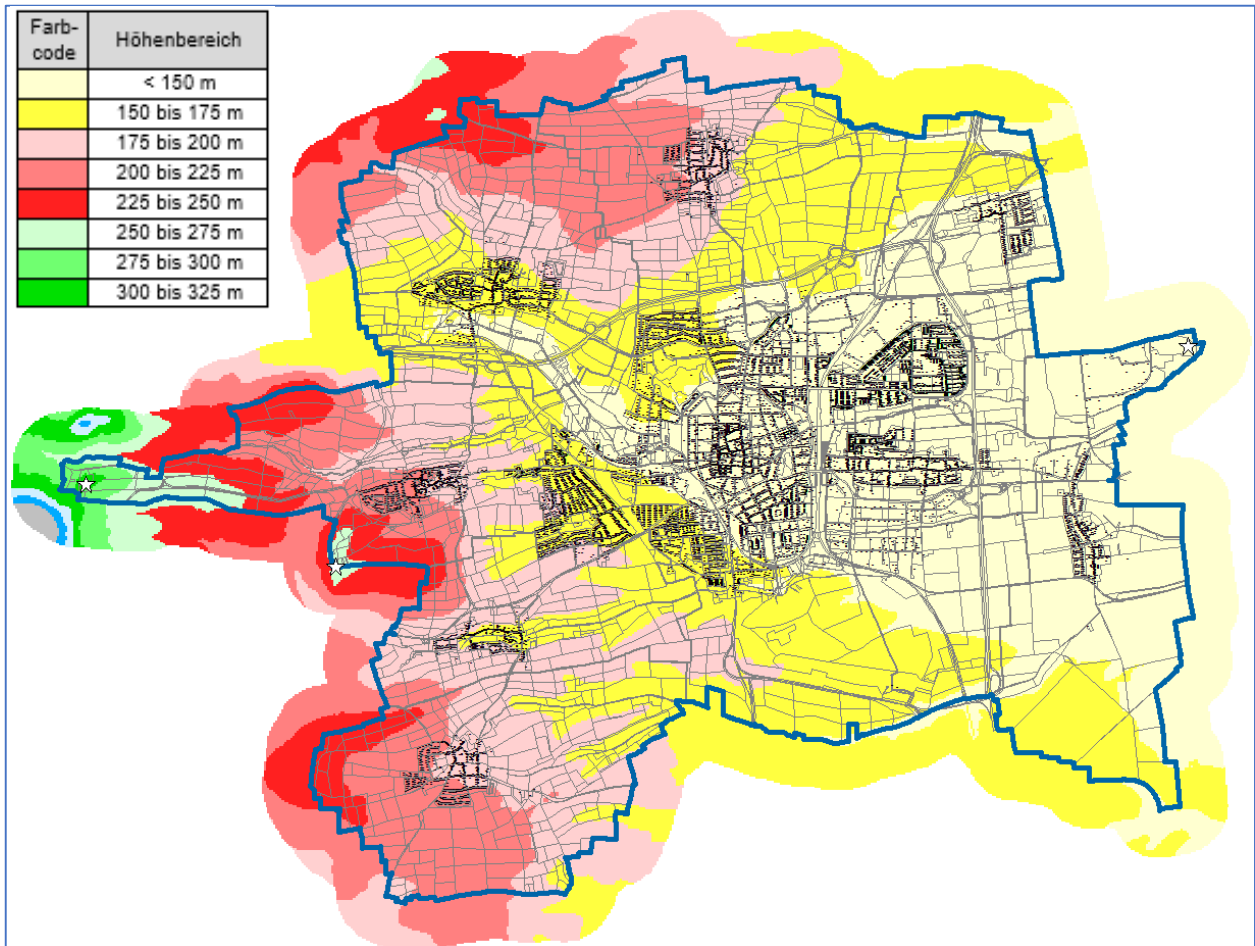 Farb-
code
Höhenbereich
< 150 m
150 bis 175 m
175 bis 200 m
200 bis 225 m
225 bis 250 m
250 bis 275 m
275 bis 300 m
300 bis 325 m